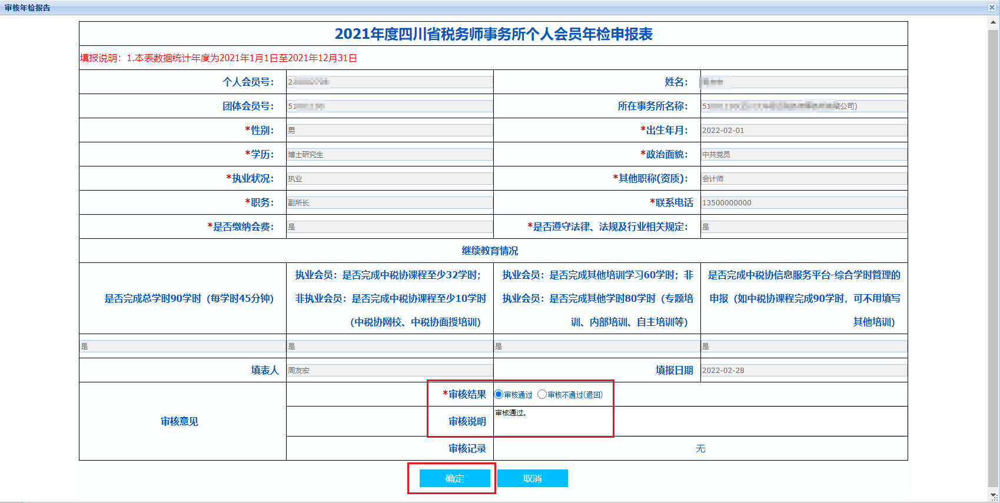 审核年检报告
2021年度四川省税务师事务所个人会员年检申报表
填报说明：1.本表数据统计年度为2021年1月1日至2021年12月31日
个人会员号： 2 姓名：
团体会员号： 51 所在事务所名称： 51 限公司)
*性别： 男 *出生年月： 2022-02-01
*学历： 博士研究生 *政治面貌： 中共党员
*执业状况： 执业 *其他职称(资质)： 会计师
*职务： 副所长 *联系电话 13500000000
*是否缴纳会费： 是 *是否遵守法律、法规及行业相关规定： 是
继续教育情况
是否完成总学时90学时（每学时45分钟）
执业会员：是否完成中税协课程至少32学时；
非执业会员：是否完成中税协课程至少10学时
（中税协网校、中税协面授培训）
执业会员：是否完成其他培训学习60学时；非
执业会员：是否完成其他学时80学时（专题培
训、内部培训、自主培训等）
是否完成中税协信息服务平台-综合学时管理的
申报（如中税协课程完成90学时，可不用填写
其他培训）
是 是 是 是
填表人 周友宏 填报日期 2022-02-28
审核意见
*审核结果 审核通过 审核不通过(退回)
审核说明 审核通过。
审核记录 无
确定 取消